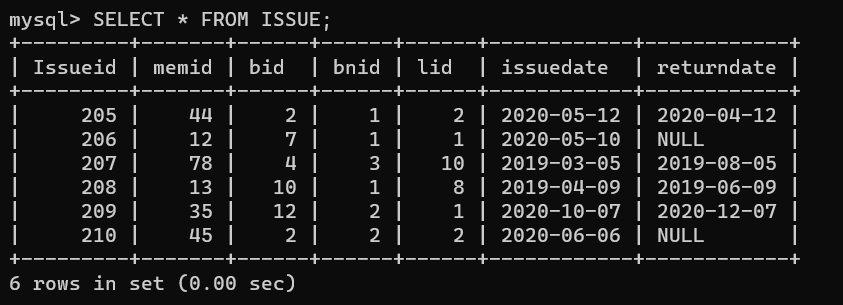 mysql> SELECT * FROM ISSUE;
+---------+-------+------+------+------+------------+------------+
| Issueid | memid | bid  | bnid | lid  | issuedate  | returndate |
+---------+-------+------+------+------+------------+------------+
|     205 |    44 |    2 |    1 |    2 | 2020-05-12 | 2020-04-12 |
|     206 |    12 |    7 |    1 |    1 | 2020-05-10 | NULL       |
|     207 |    78 |    4 |    3 |   10 | 2019-03-05 | 2019-08-05 |
|     208 |    13 |   10 |    1 |    8 | 2019-04-09 | 2019-06-09 |
|     209 |    35 |   12 |    2 |    1 | 2020-10-07 | 2020-12-07 |
|     210 |    45 |    2 |    2 |    2 | 2020-06-06 | NULL       |
+---------+-------+------+------+------+------------+------------+
6 rows in set (0.00 sec)